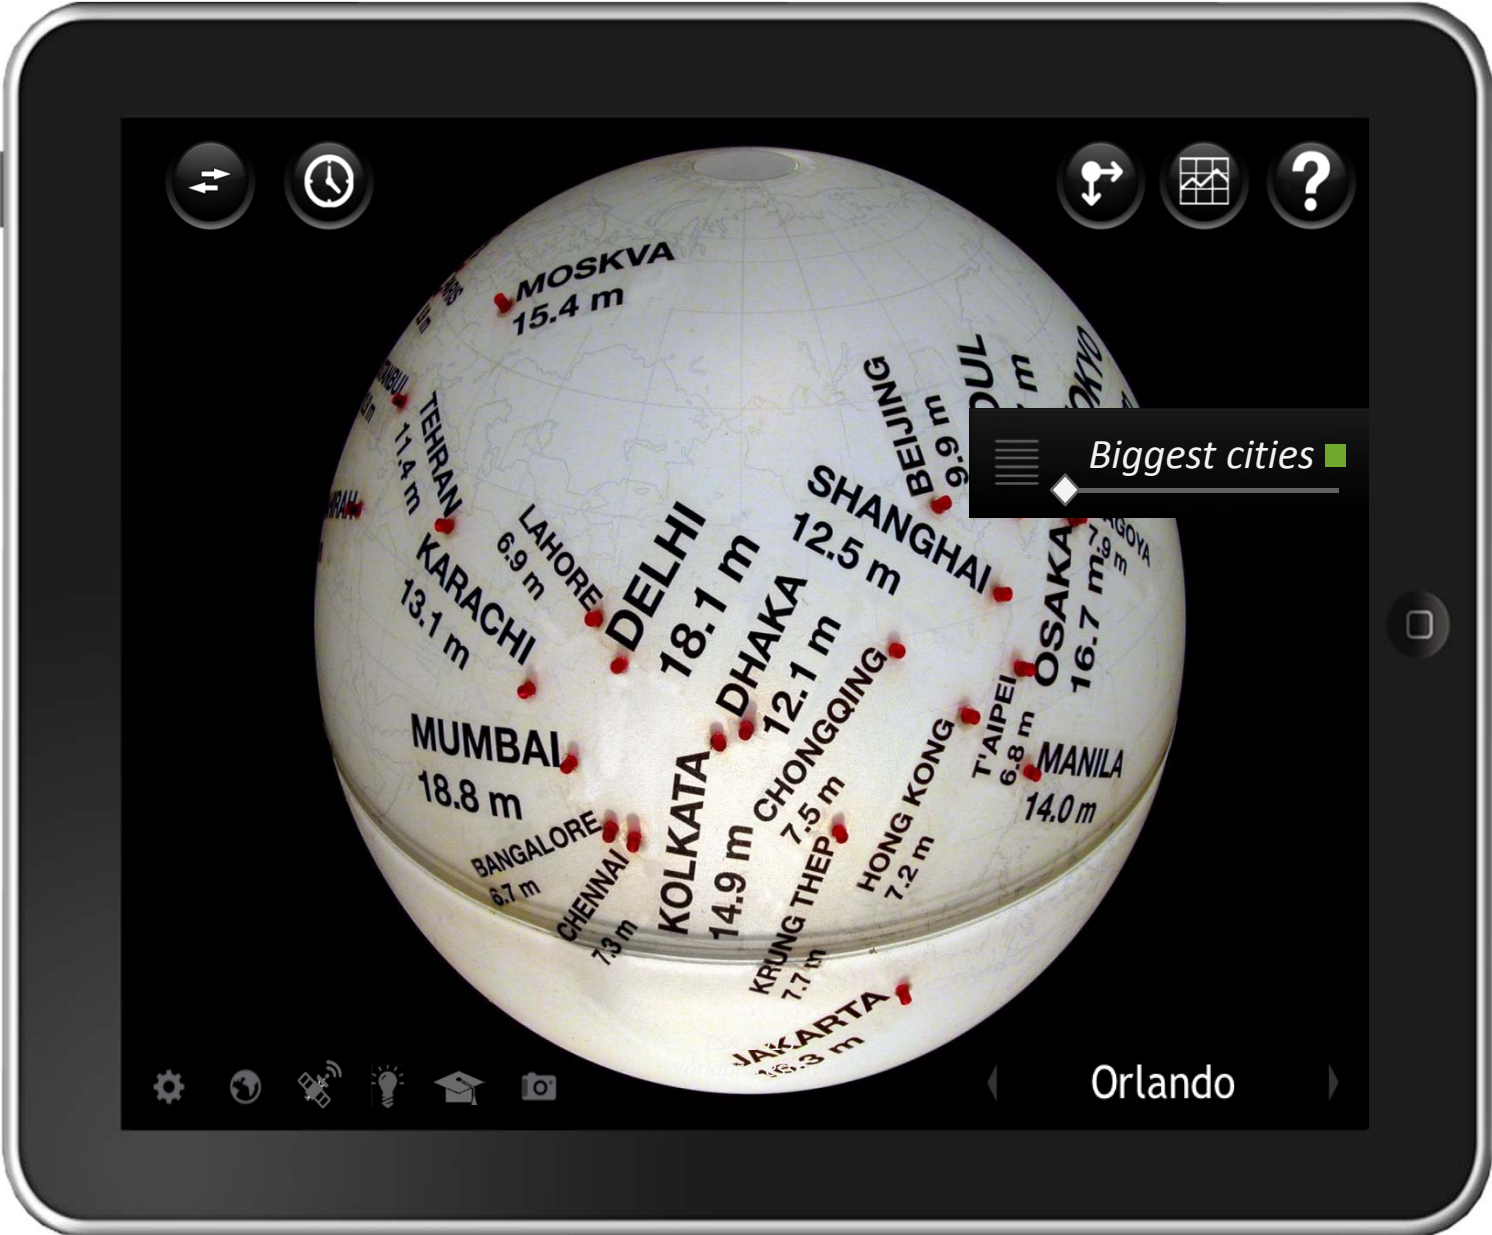 MOSKVA
15.4 m
TEHRAN
11.4 m
BEIJING
9.9 m
Biggest cities
SHANGHAI
12.5 m
LAHORE
6.9 m
DELHI
18.1 m
KARACHI
13.1 m
DHAKA
12.1 m
OSAKA
16.7 m
7.9 m
CHONGQING
7.5 m
T'AIPEI
6.8 m
MUMBAI
18.8 m
MANILA
14.0 m
HONG KONG
7.2 m
KOLKATA
14.9 m
BANGALORE
6.7 m
CHENNAI
7.3 m
KRUNG THEP
7.7 m
JAKARTA
Orlando